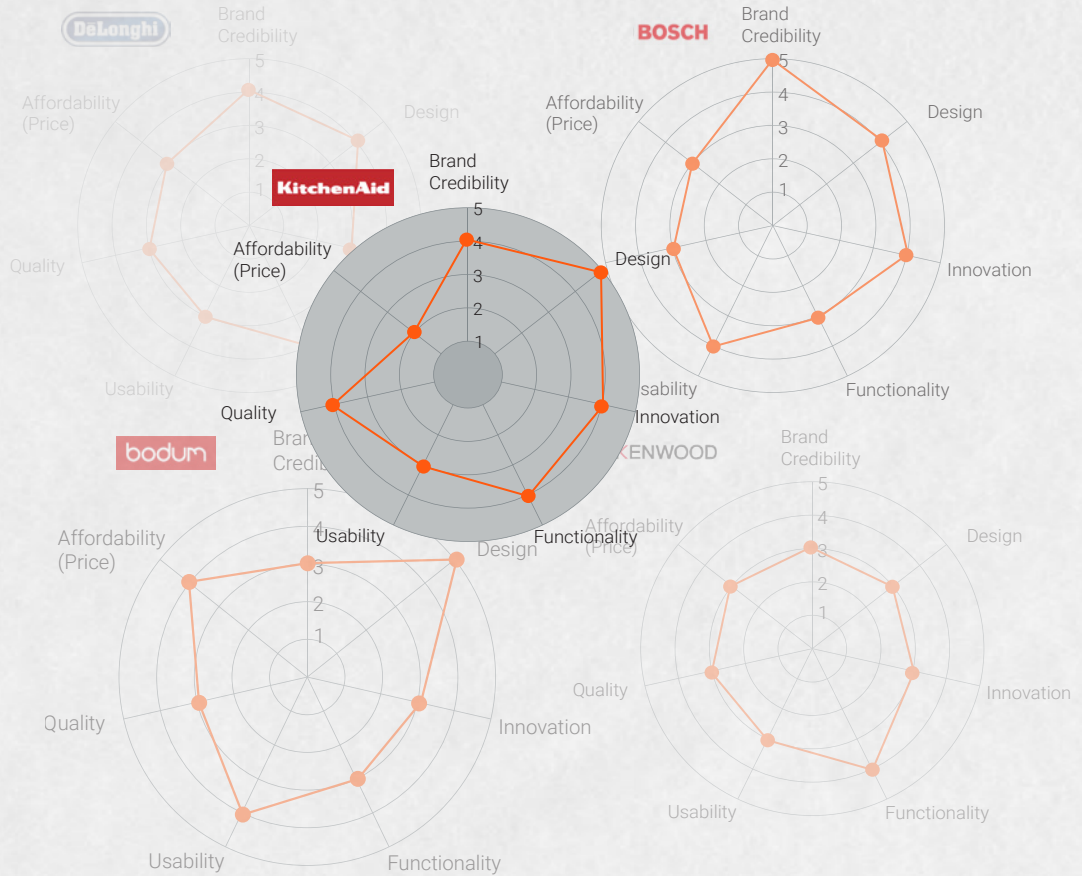 DeLonghi
Brand
Credibility
5
4
3
2
1
Affordability
(Price)
Design
Quality
Usability
BOSCH
Brand
Credibility
5
4
3
2
1
Affordability
(Price)
Design
Innovation
Functionality
sability
KitchenAid
Brand
Credibility
5
4
3
2
1
Affordability
(Price)
Design
Quality
Innovation
Usability
Functionality
bodum
Bran
Credib
5
4
3
2
1
Affordability
(Price)
Design
Quality
Innovation
Usability
Functionality
KENWOOD
Brand
Credibility
5
4
3
2
1
Affordability
(Price)
Design
Quality
Innovation
Usability
Functionality